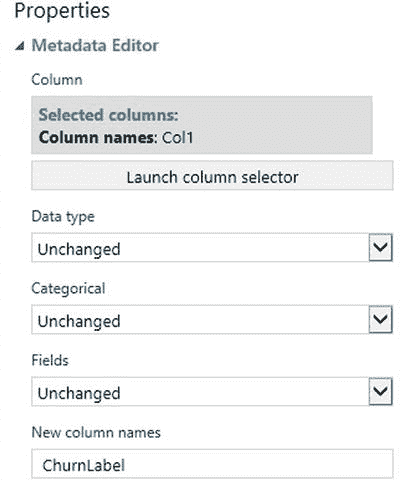 Properties
Metadata Editor
Column
Selected columns:
Column names: Col1
Launch column selector
Data type
Unchanged
Categorical
Unchanged
Fields
Unchanged
New column names
ChurnLabel